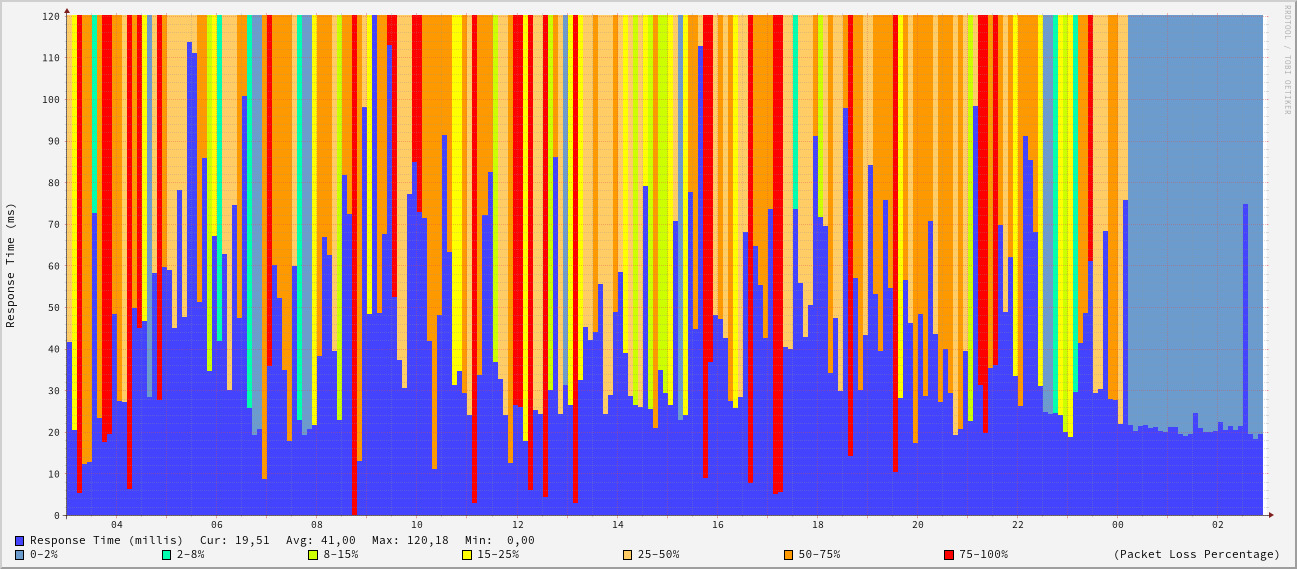 RRDTOOL / TOBI OETIKER
Response Time (ms)
120
110
100
90
80
70
60
50
40
30
20
10
0
04 06 08 10 12 14 16 18 20 22 00 02
Response Time (millis) Cur: 19,51 Avg: 41,00 Max: 120,18 Min: 0,00
0-2% 2-8% 8-15% 15-25% 25-50% 50-75% 75-100% (Packet Loss Percentage)